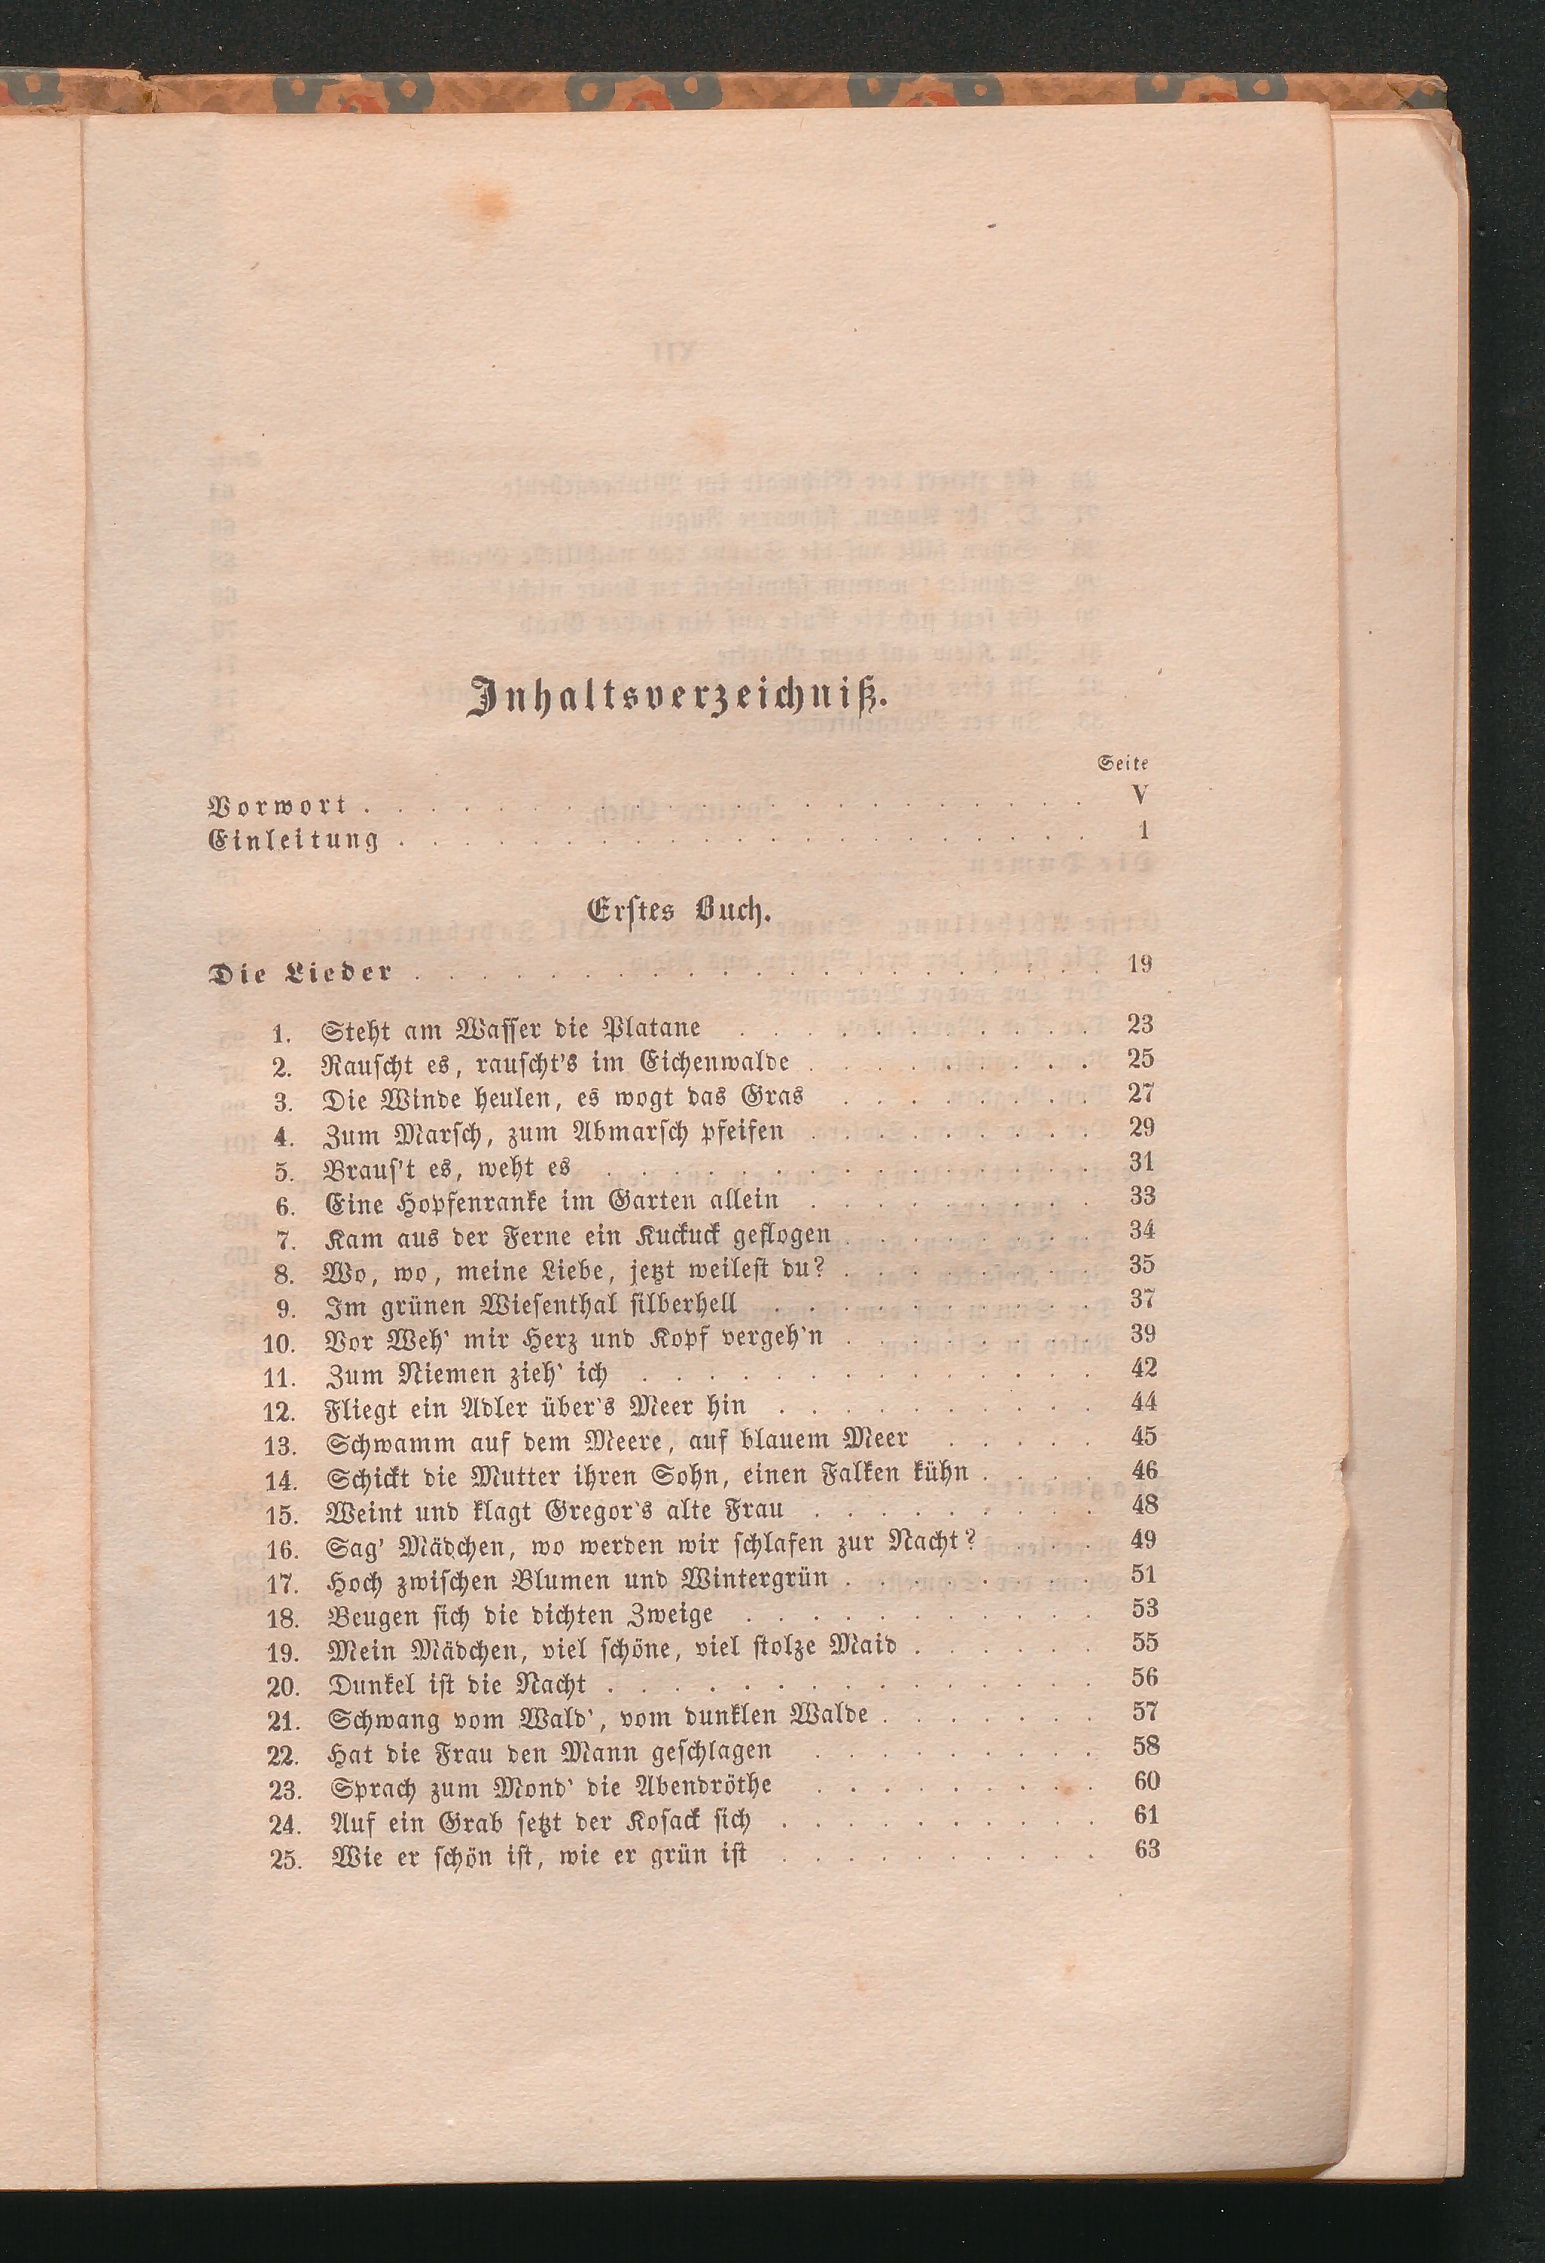 Inhaltsverzeichniß.
Seite
Vorwort . . . . . . . . . . . . . . . . . . . . . V
Einleitung . . . . . . . . . . . . . . . . . . . . . 1
Erstes Buch.
Die Lieder . . . . . . . . . . . . . . . . . . . . . 19
1. Steht am Wasser die Platane . . . . . . . . . . . 23
2. Rauscht es, rauscht's im Eichenwalde . . . . . . . . . 25
3. Die Winde heulen, es wogt das Gras . . . . . . . . 27
4. Zum Marsch, zum Abmarsch pfeifen . . . . . . . . . 29
5. Braus't es, weht es . . . . . . . . . . . . . . . 31
6. Eine Hopfenranke im Garten allein . . . . . . . . . 33
7. Kam aus der Ferne ein Kuckuck geflogen . . . . . . . . 34
8. Wo, wo, meine Liebe, jetzt weilest du? . . . . . . . . 35
9. Im grünen Wiesenthal silberhell . . . . . . . . . . 37
10. Vor Weh' mir Herz und Kopf vergeh'n . . . . . . . . 39
11. Zum Niemen zieh' ich . . . . . . . . . . . . . . 42
12. Fliegt ein Adler über's Meer hin . . . . . . . . . . 44
13. Schwamm auf dem Meere, auf blauem Meer . . . . . 45
14. Schickt die Mutter ihren Sohn, einen Falken kühn . . . . 46
15. Weint und klagt Gregor's alte Frau . . . . . . . . . 48
16. Sag' Mädchen, wo werden wir schlafen zur Nacht? . . . 49
17. Hoch zwischen Blumen und Wintergrün . . . . . . . . 51
18. Beugen sich die dichten Zweige . . . . . . . . . . . 53
19. Mein Mädchen, viel schöne, viel stolze Maid . . . . . . 55
20. Dunkel ist die Nacht . . . . . . . . . . . . . . . 56
21. Schwang vom Wald', vom dunklen Walde . . . . . . . 57
22. Hat die Frau den Mann geschlagen . . . . . . . . . 58
23. Sprach zum Mond' die Abendröthe . . . . . . . . . 60
24. Auf ein Grab setzt der Kosack sich . . . . . . . . . . 61
25. Wie er schön ist, wie er grün ist . . . . . . . . . . 63